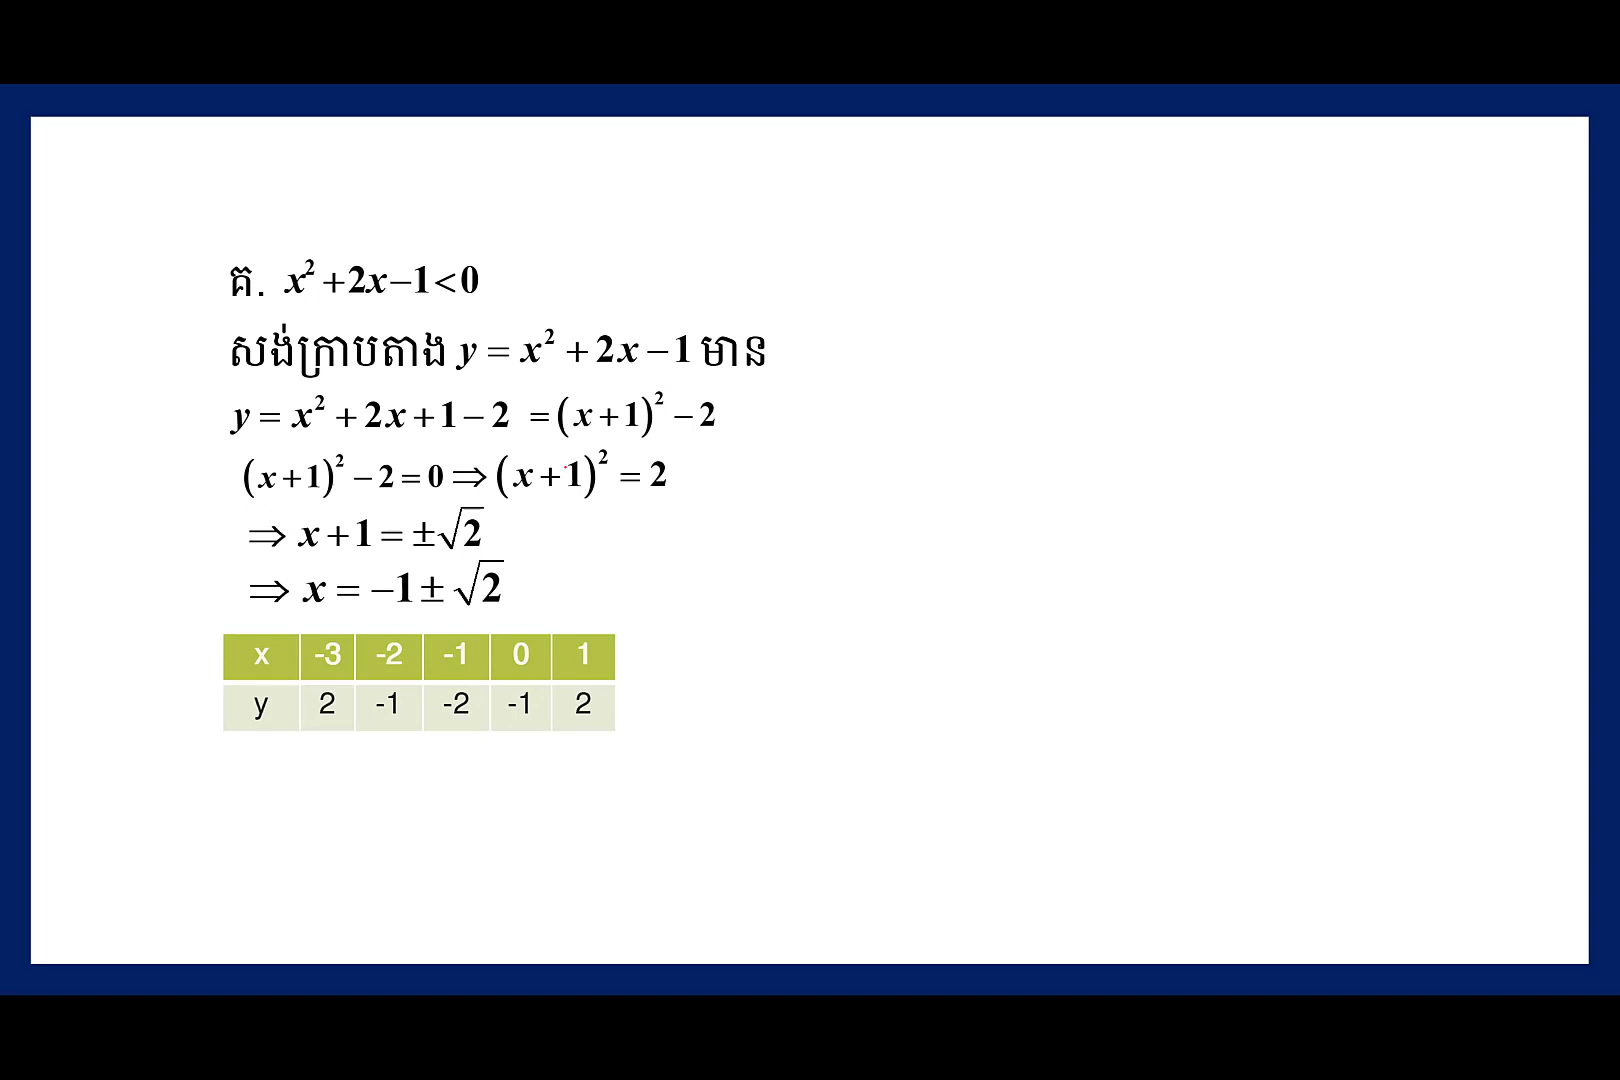 គ. x² +2x−1<0
សង់ក្រាបតាង y = x² + 2x − 1 មាន
y = x² + 2x + 1 − 2 = (x + 1)² − 2
(x + 1)² − 2 = 0 ⇒ (x + 1)² = 2
⇒ x + 1 = ±√2
⇒ x = −1 ± √2
x -3 -2 -1 0 1
y 2 -1 -2 -1 2